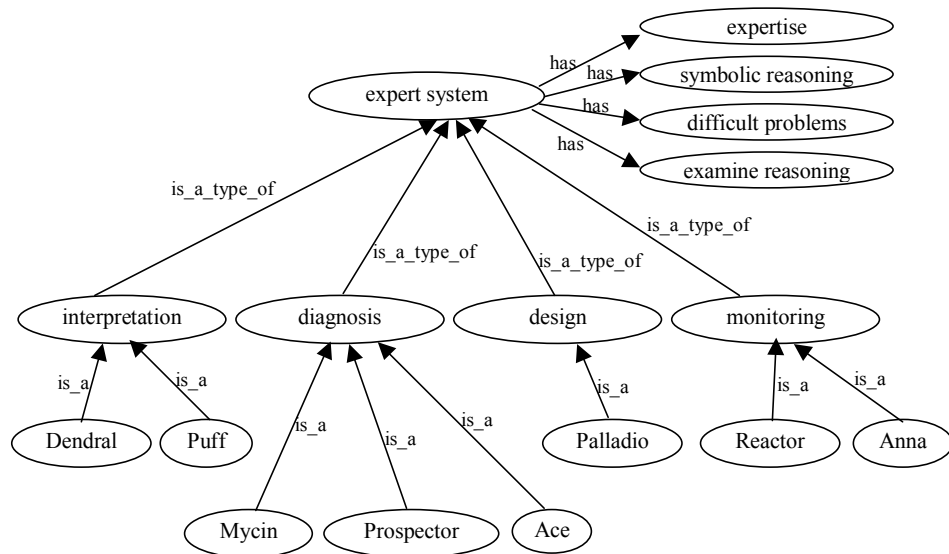 expertise
has
symbolic reasoning
has
expert system
has
difficult problems
has
examine reasoning
is_a_type_of
is_a_type_of
is_a_type_of
is_a_type_of
interpretation
diagnosis
design
monitoring
is_a
is_a
is_a
is_a
is_a
is_a
is_a
is_a
Dendral
Puff
Palladio
Reactor
Anna
Mycin
Prospector
Ace